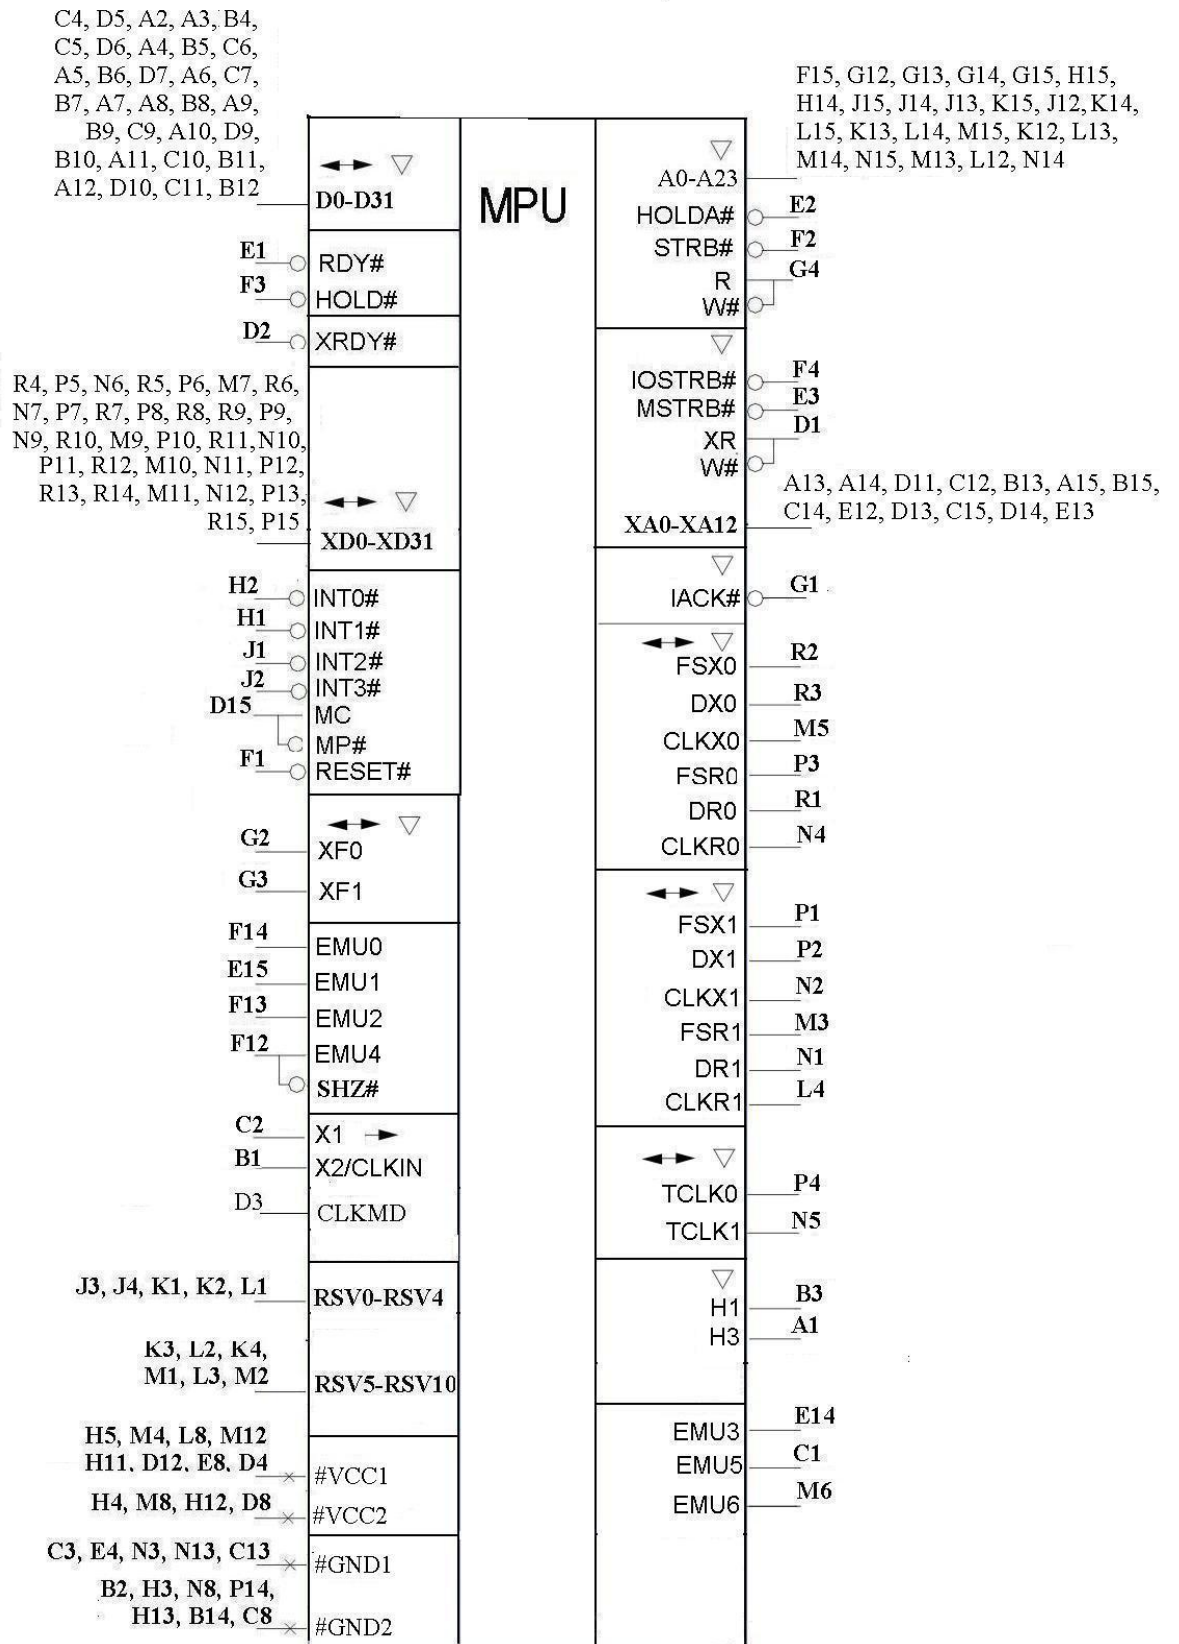 C4, D5, A2, A3, B4,
C5, D6, A4, B5, C6,
A5, B6, D7, A6, C7,
B7, A7, A8, B8, A9,
B9, C9, A10, D9,
B10, A11, C10, B11,
A12, D10, C11, B12
D0-D31
E1
RDY#
F3
HOLD#
D2
XRDY#
R4, P5, N6, R5, P6, M7, R6,
N7, P7, R7, P8, R8, R9, P9,
N9, R10, M9, P10, R11, N10,
P11, R12, M10, N11, P12,
R13, R14, M11, N12, P13,
R15, P15
XD0-XD31
H2
INT0#
H1
INT1#
J1
INT2#
J2
INT3#
D15
MC
MP#
F1
RESET#
G2
XF0
G3
XF1
F14
EMU0
E15
EMU1
F13
EMU2
F12
EMU4
SHZ#
C2
X1
B1
X2/CLKIN
D3
CLKMD
J3, J4, K1, K2, L1
RSV0-RSV4
K3, L2, K4,
M1, L3, M2
RSV5-RSV10
H5, M4, L8, M12
H11, D12, E8, D4
#VCC1
H4, M8, H12, D8
#VCC2
C3, E4, N3, N13, C13
#GND1
B2, H3, N8, P14,
H13, B14, C8
#GND2
MPU
F15, G12, G13, G14, G15, H15,
H14, J15, J14, J13, K15, J12, K14,
L15, K13, L14, M15, K12, L13,
M14, N15, M13, L12, N14
A0-A23
HOLDA#
E2
STRB#
F2
R
G4
W#
IOSTRB#
F4
MSTRB#
E3
XR
D1
W#
A13, A14, D11, C12, B13, A15, B15,
C14, E12, D13, C15, D14, E13
XA0-XA12
IACK#
G1
FSX0
R2
DX0
R3
CLKX0
M5
FSR0
P3
DR0
R1
CLKR0
N4
FSX1
P1
DX1
P2
CLKX1
N2
FSR1
M3
DR1
N1
CLKR1
L4
TCLK0
P4
TCLK1
N5
H1
B3
H3
A1
EMU3
E14
EMU5
C1
EMU6
M6